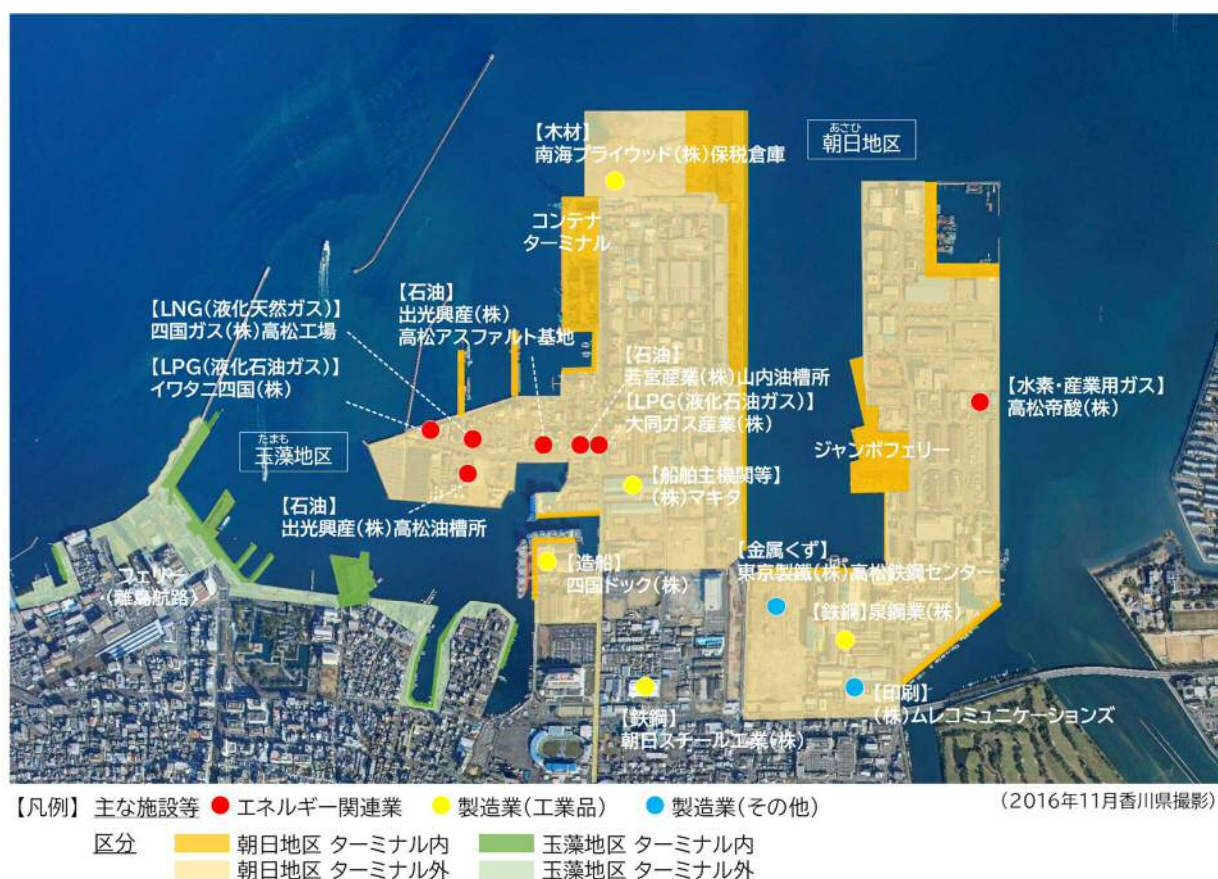 【木材】
南海プライウッド(株)保税倉庫
あさひ
朝日地区
コンテナ
ターミナル
【LNG(液化天然ガス)】
四国ガス(株)高松工場
【石油】
出光興産(株)
高松アスファルト基地
【LPG(液化石油ガス)】
イワタニ四国(株)
【石油】
若宮産業(株)山内油槽所
【LPG(液化石油ガス)】
大同ガス産業(株)
【水素・産業用ガス】
高松帝酸(株)
たまも
玉藻地区
ジャンボフェリー
【船舶主機関等】
(株)マキタ
【石油】
出光興産(株)高松油槽所
【造船】
四国ドック(株)
【金属くず】
東京製鐵(株)高松鉄鋼センター
フェリー
(離島航路)
【鉄鋼】泉鋼業(株)
【鉄鋼】
朝日スチール工業(株)
【印刷】
(株)ムレコミュニケーションズ
【凡例】 主な施設等 エネルギー関連業 製造業(工業品) 製造業(その他)
(2016年11月香川県撮影)
区分 朝日地区 ターミナル内 玉藻地区 ターミナル内
朝日地区 ターミナル外 玉藻地区 ターミナル外